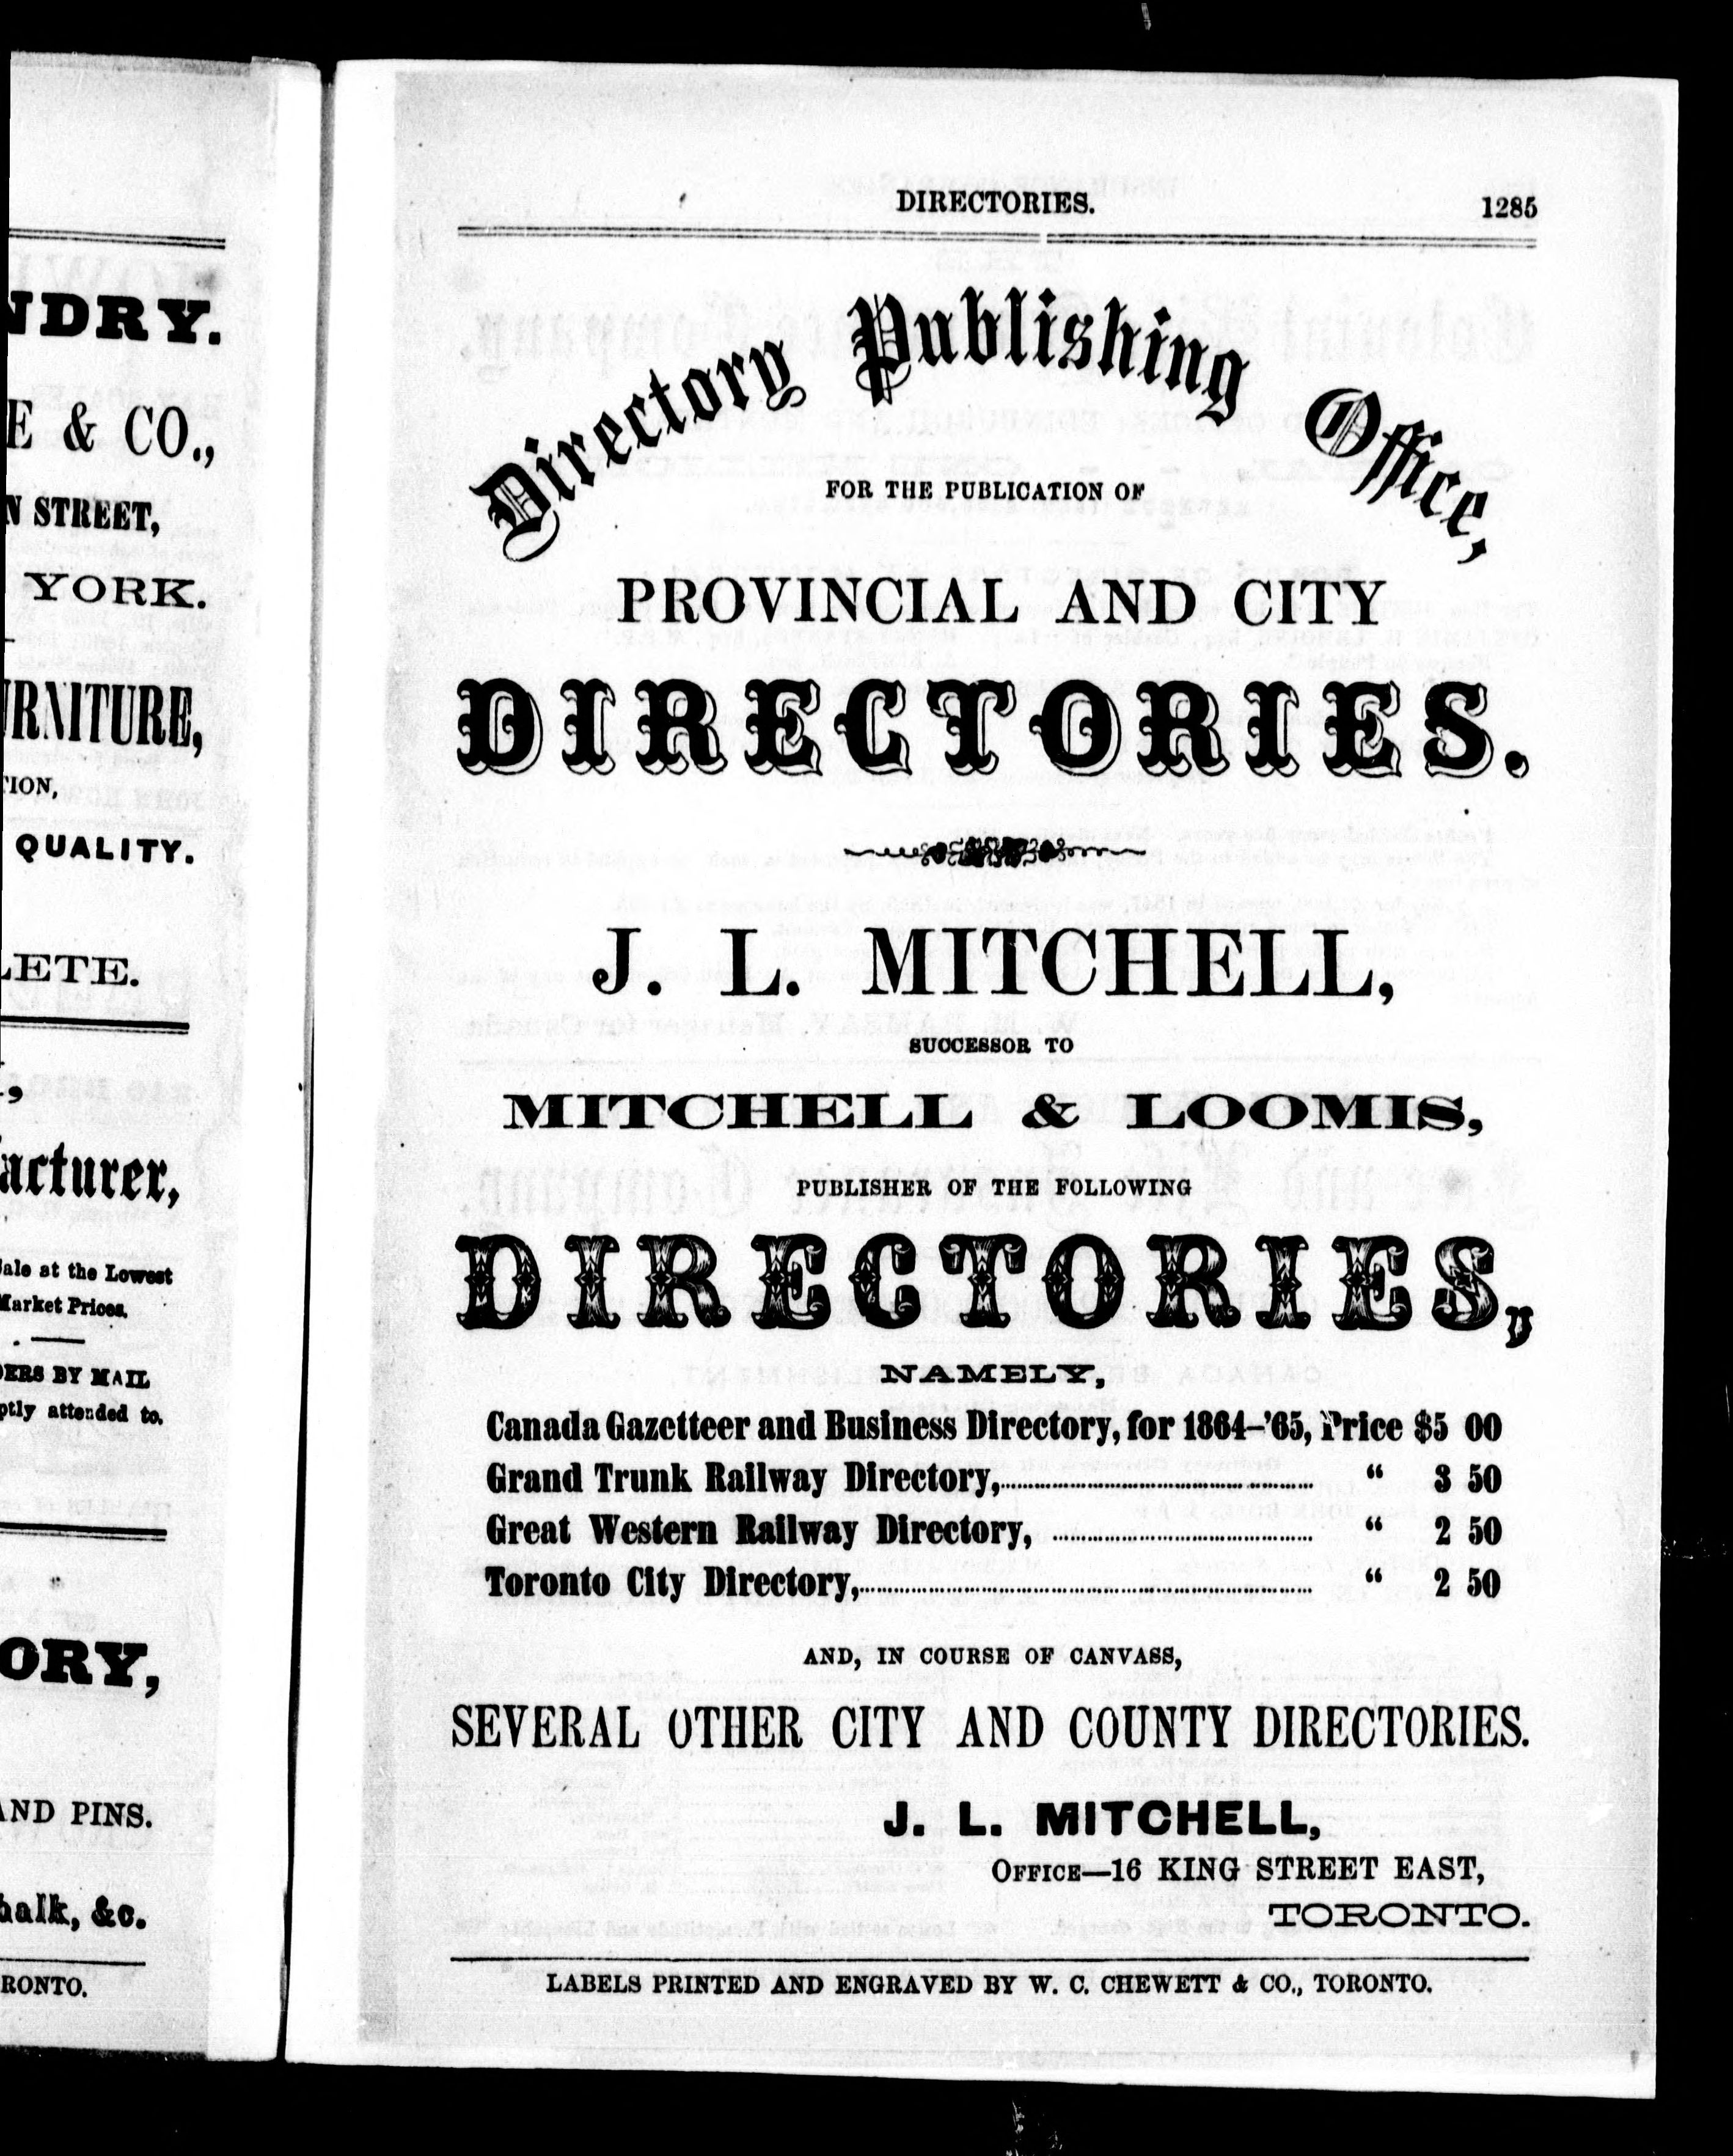 NDRY.
E & CO.,
N STREET,
YORK.
URNITURE,
TION,
QUALITY.
LETE.
acturer,
Sale at the Lowest
Market Prices.
DERS BY MAIL
ptly attended to.
ORY,
AND PINS.
halk, &c.
RONTO.
DIRECTORIES. 1285
Directory Publishing Office,
FOR THE PUBLICATION OF
PROVINCIAL AND CITY
DIRECTORIES.
J. L. MITCHELL,
SUCCESSOR TO
MITCHELL & LOOMIS,
PUBLISHER OF THE FOLLOWING
DIRECTORIES,
NAMELY,
Canada Gazetteer and Business Directory, for 1864-'65, Price $5 00
Grand Trunk Railway Directory,.......................... “ 3 50
Great Western Railway Directory, .......................... “ 2 50
Toronto City Directory,.......................... “ 2 50
AND, IN COURSE OF CANVASS,
SEVERAL OTHER CITY AND COUNTY DIRECTORIES.
J. L. MITCHELL,
OFFICE—16 KING STREET EAST,
TORONTO.
LABELS PRINTED AND ENGRAVED BY W. C. CHEWETT & CO., TORONTO.